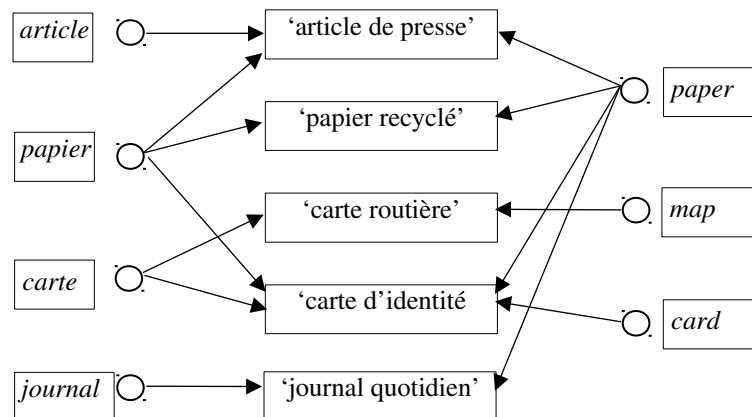 article
‘article de presse’
paper
papier
‘papier recyclé’
carte
‘carte routière’
map
‘carte d’identité
card
journal
‘journal quotidien’